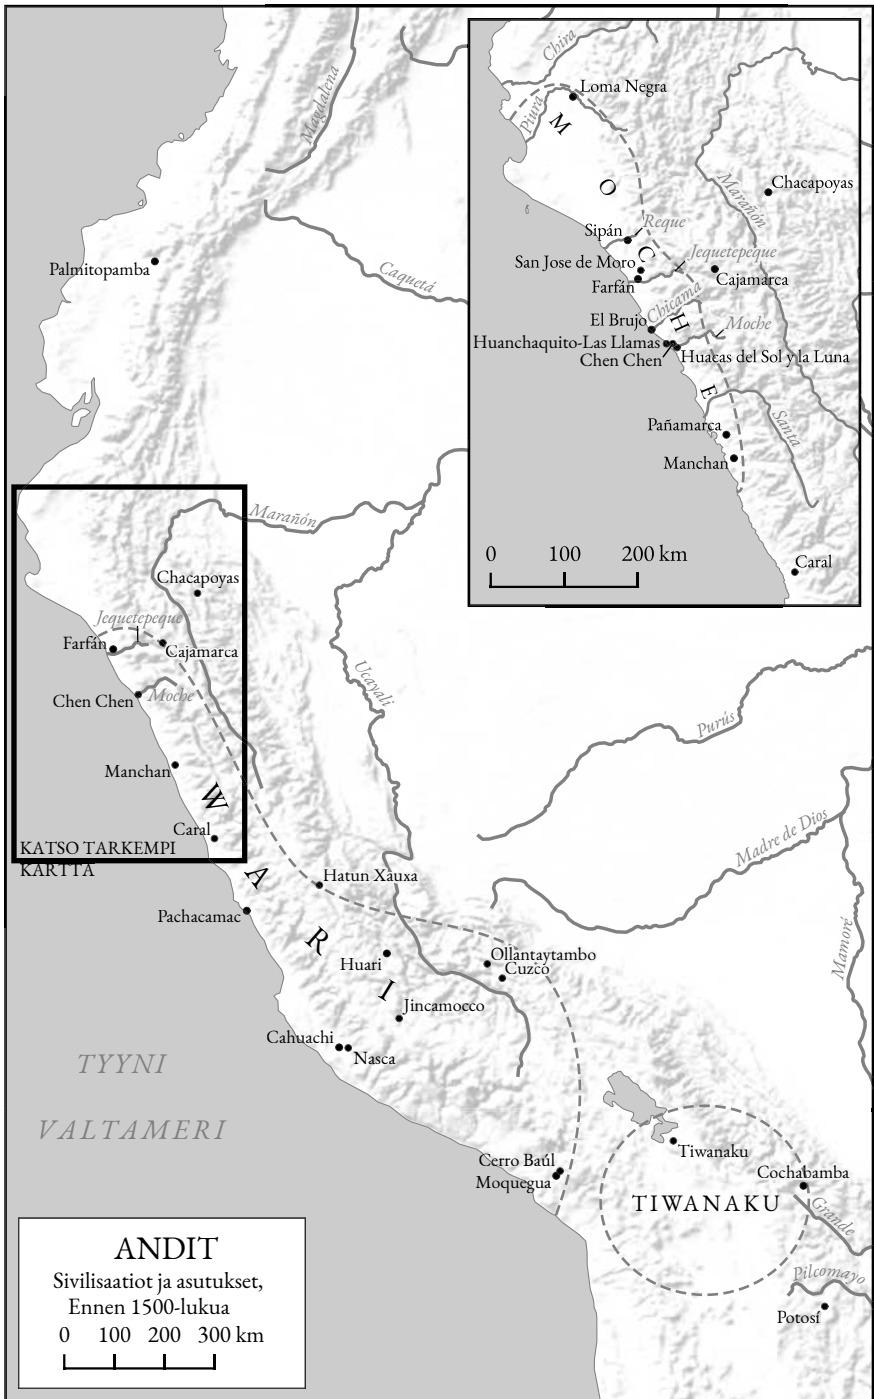 Magdalena
Palmitopamba
Caquetá
Chira
Loma Negra
Piura
M
O
C
H
E
Marañón
Chacapoyas
Reque
Sipán
San Jose de Moro
Jequetepeque
Cajamarca
Farfán
Chicama
El Brujo
Moche
Huanchaquito-Las Llamas
Chen Chen
Huacas del Sol y la Luna
Santa
Pañamarca
Manchan
0 100 200 km
Caral
Marañón
Chacapoyas
Jequetepeque
Farfán
Cajamarca
Chen Chen
Moche
Ucayali
Purús
Manchan
Caral
KATSO TARKEMPI
KARTTA
W
A
R
I
Madre de Dios
Hatun Xauxa
Pachacamac
Mamoré
Huari
Ollantaytambo
Cuzco
Jincamocco
Cahuachi
Nasca
TYYNI
VALTAMERI
Tiwanaku
Cerro Baúl
Moquegua
Cochabamba
TIWANAKU
Grande
Pilcomayo
Potosí
ANDIT
Sivilisaatiot ja asutukset,
Ennen 1500-lukua
0 100 200 300 km